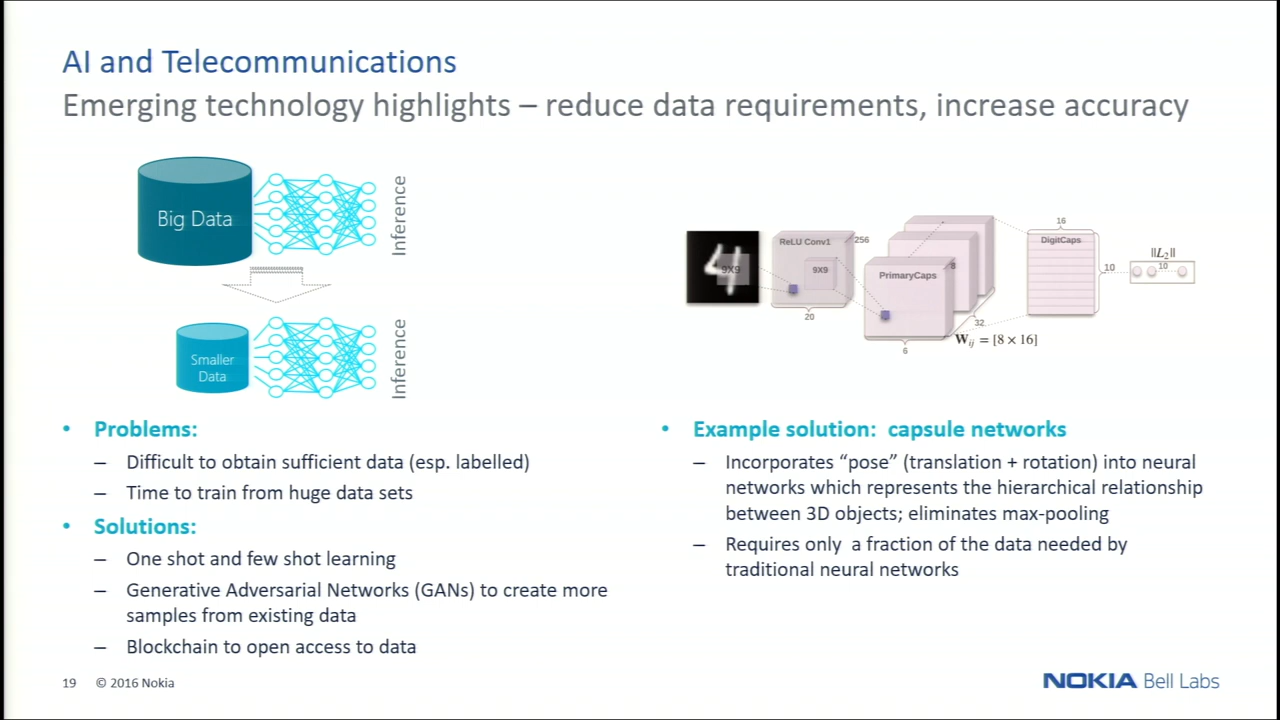 AI and Telecommunications
Emerging technology highlights – reduce data requirements, increase accuracy
Big Data
Inference
Smaller
Data
Inference
9X9
ReLU Conv1
256
9X9
20
PrimaryCaps
8
32
6
W_ij = [8 × 16]
16
DigitCaps
10
||L_2||
10
• Problems:
– Difficult to obtain sufficient data (esp. labelled)
– Time to train from huge data sets
• Solutions:
– One shot and few shot learning
– Generative Adversarial Networks (GANs) to create more
samples from existing data
– Blockchain to open access to data
• Example solution: capsule networks
– Incorporates “pose” (translation + rotation) into neural
networks which represents the hierarchical relationship
between 3D objects; eliminates max-pooling
– Requires only a fraction of the data needed by
traditional neural networks
19 © 2016 Nokia
NOKIA Bell Labs